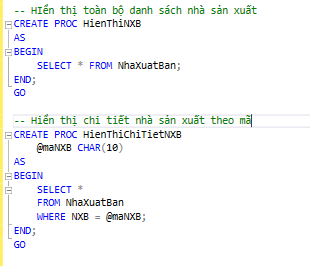 -- HIển thị toàn bộ danh sách nhà sản xuất
CREATE PROC HienThiNXB
AS
BEGIN
    SELECT * FROM NhaXuatBan;
END;
GO

-- Hiển thị chi tiết nhà sản xuất theo mã
CREATE PROC HienThiChiTietNXB
    @maNXB CHAR(10)
AS
BEGIN
    SELECT *
    FROM NhaXuatBan
    WHERE NXB = @maNXB;
END;
GO